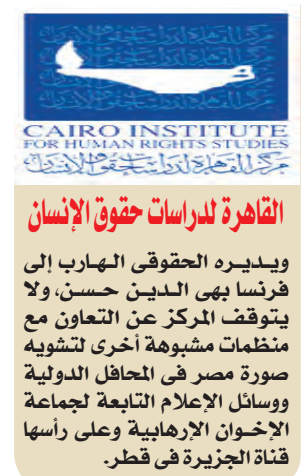 CAIRO INSTITUTE
FOR HUMAN RIGHTS STUDIES
مركز القاهرة لدراسات حقوق الإنسان
القاهرة لدراسات حقوق الإنسان
ويديره الحقوقى الهارب إلى
فرنسا بهى الدين حسن، ولا
يتوقف المركز عن التعاون مع
منظمات مشبوهة أخرى لتشويه
صورة مصر فى المحافل الدولية
ووسائل الإعلام التابعة لجماعة
الإخوان الإرهابية وعلى رأسها
قناة الجزيرة فى قطر.